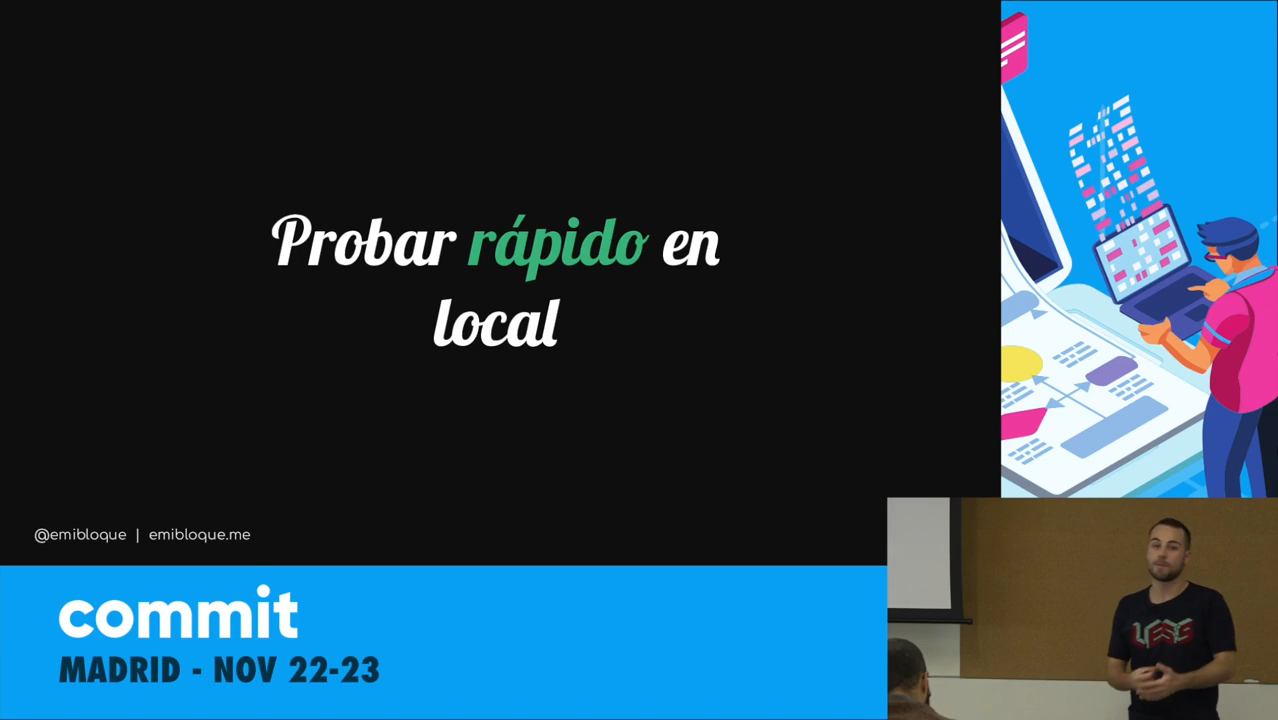 Probar rápido en
local
@emibloque | emibloque.me
commit
MADRID - NOV 22-23